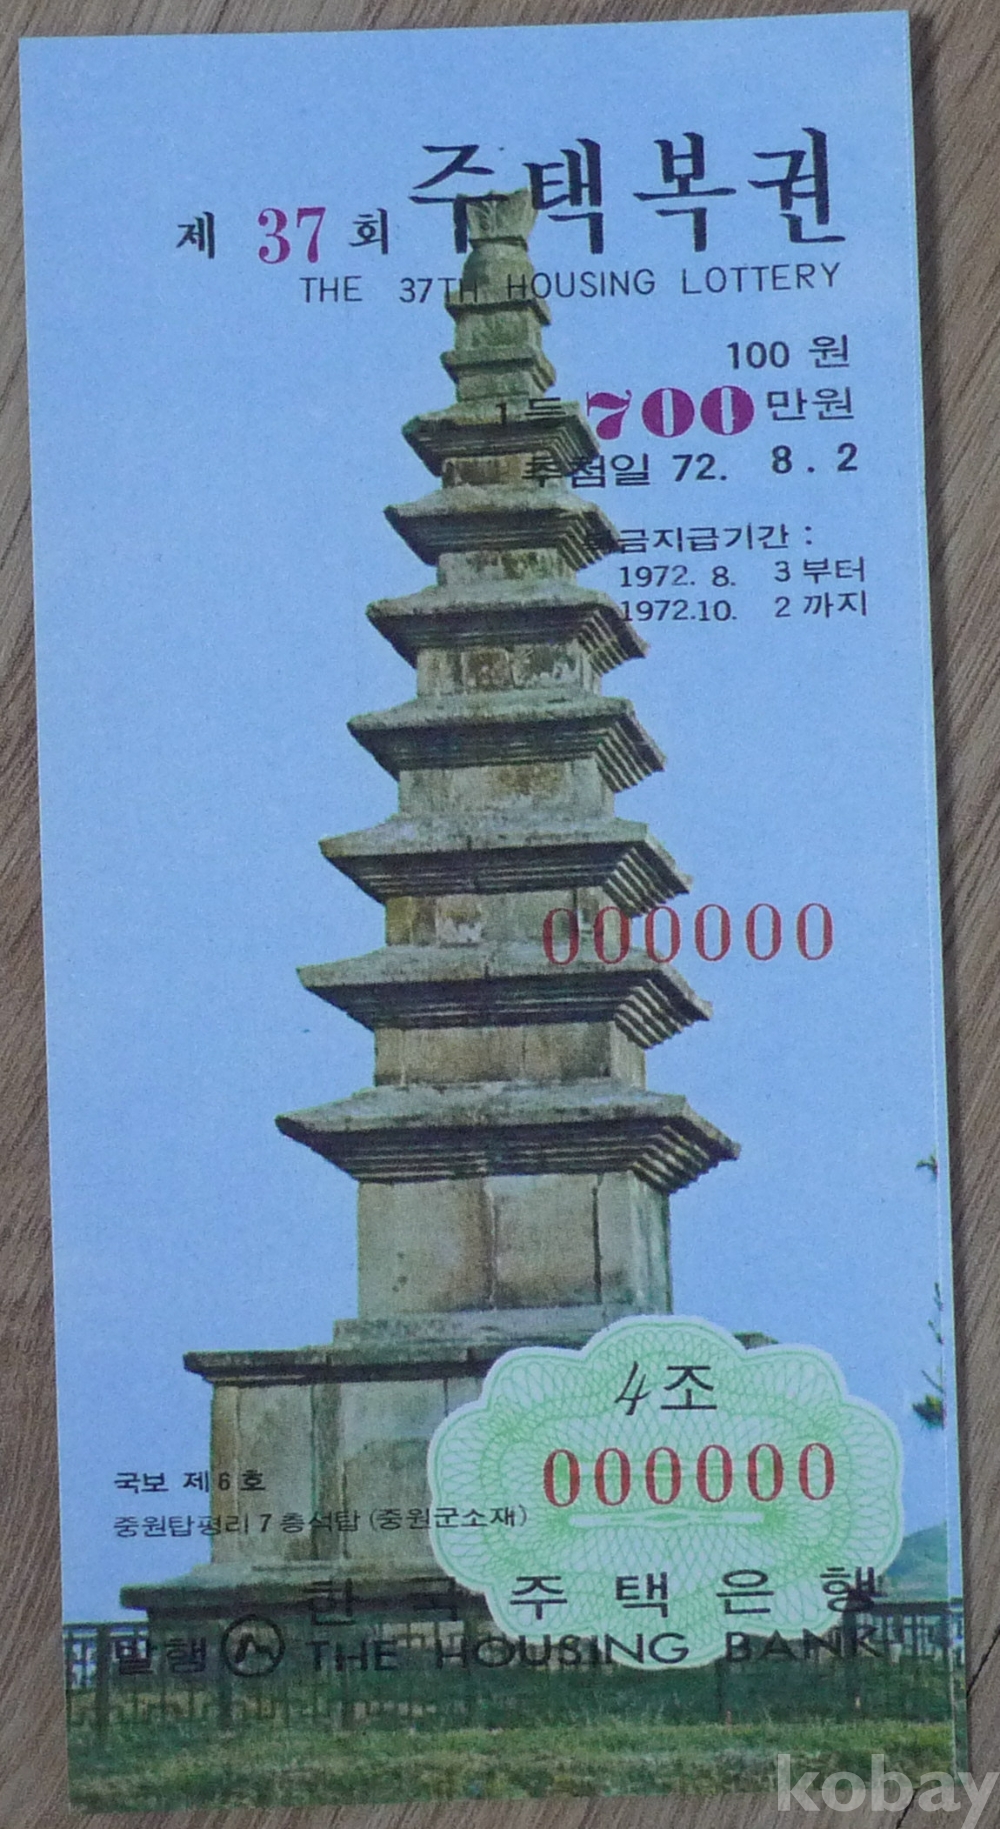 제 37 회 주택복권
THE 37TH HOUSING LOTTERY
100 원
1 등 700 만원
추첨일 72. 8. 2
금지급기간 :
1972. 8. 3 부터
1972.10. 2 까지
000000
4 조
000000
국보 제 6 호
중원탑평리 7 층석탑 (중원군소재)
한 국 주 택 은 행
발행 THE HOUSING BANK
kobay